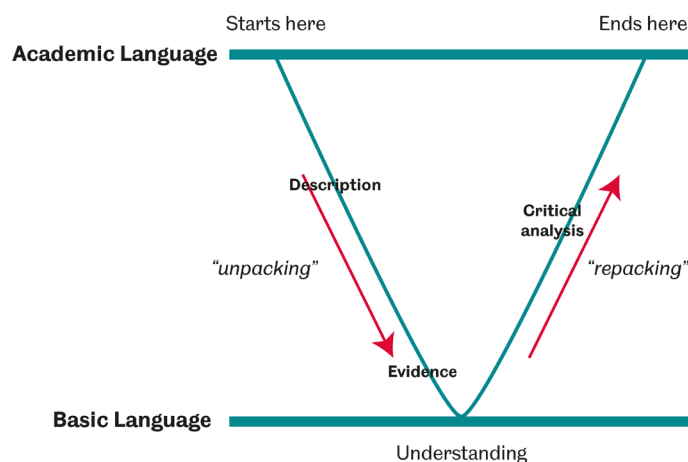 Starts here
Ends here
Academic Language
Description
Critical
analysis
“unpacking”
“repacking”
Evidence
Basic Language
Understanding